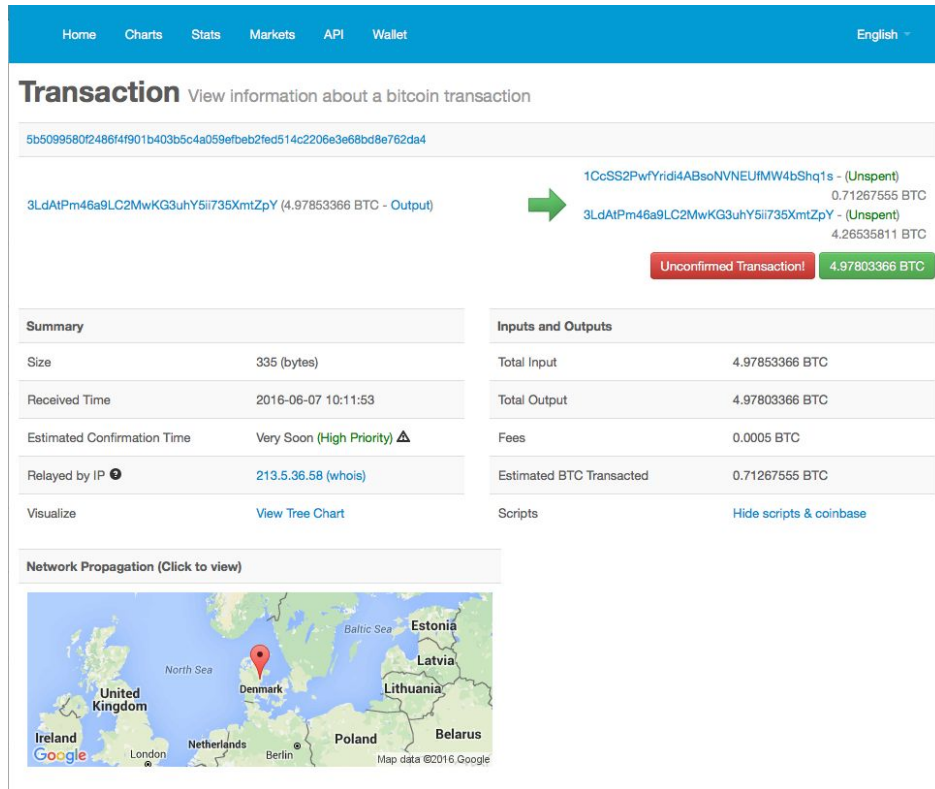 Home Charts Stats Markets API Wallet English
Transaction View information about a bitcoin transaction
5b5099580f2486f4f901b403b5c4a059efbeb2fed514c2206e3e68bd8e762da4
3LdAtPm46a9LC2MwKG3uhY5ii735XmtZpY (4.97853366 BTC - Output)
1CcSS2PwfYridi4ABsoNVNEUfMW4bShq1s - (Unspent)
0.71267555 BTC
3LdAtPm46a9LC2MwKG3uhY5ii735XmtZpY - (Unspent)
4.26535811 BTC
Unconfirmed Transaction! 4.97803366 BTC
Summary
Size 335 (bytes)
Received Time 2016-06-07 10:11:53
Estimated Confirmation Time Very Soon (High Priority)
Relayed by IP 213.5.36.58 (whois)
Visualize View Tree Chart
Inputs and Outputs
Total Input 4.97853366 BTC
Total Output 4.97803366 BTC
Fees 0.0005 BTC
Estimated BTC Transacted 0.71267555 BTC
Scripts Hide scripts & coinbase
Network Propagation (Click to view)
Baltic Sea
Estonia
North Sea
Latvia
Denmark
Lithuania
United
Kingdom
Ireland
Netherlands
Poland
Belarus
London
Berlin
Google
Map data ©2016 Google